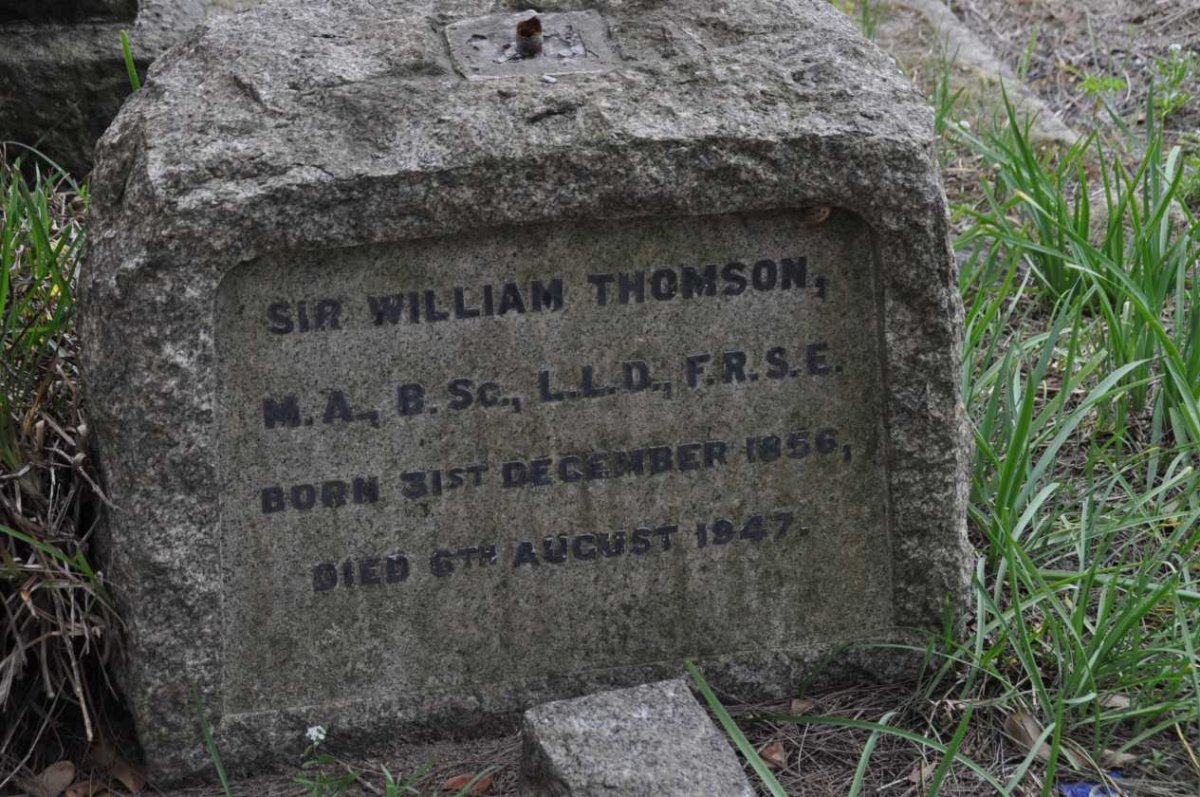 SIR WILLIAM THOMSON,
M.A., B.Sc., L.L.D., F.R.S.E.
BORN 31ST DECEMBER 1856,
DIED 6TH AUGUST 1947.